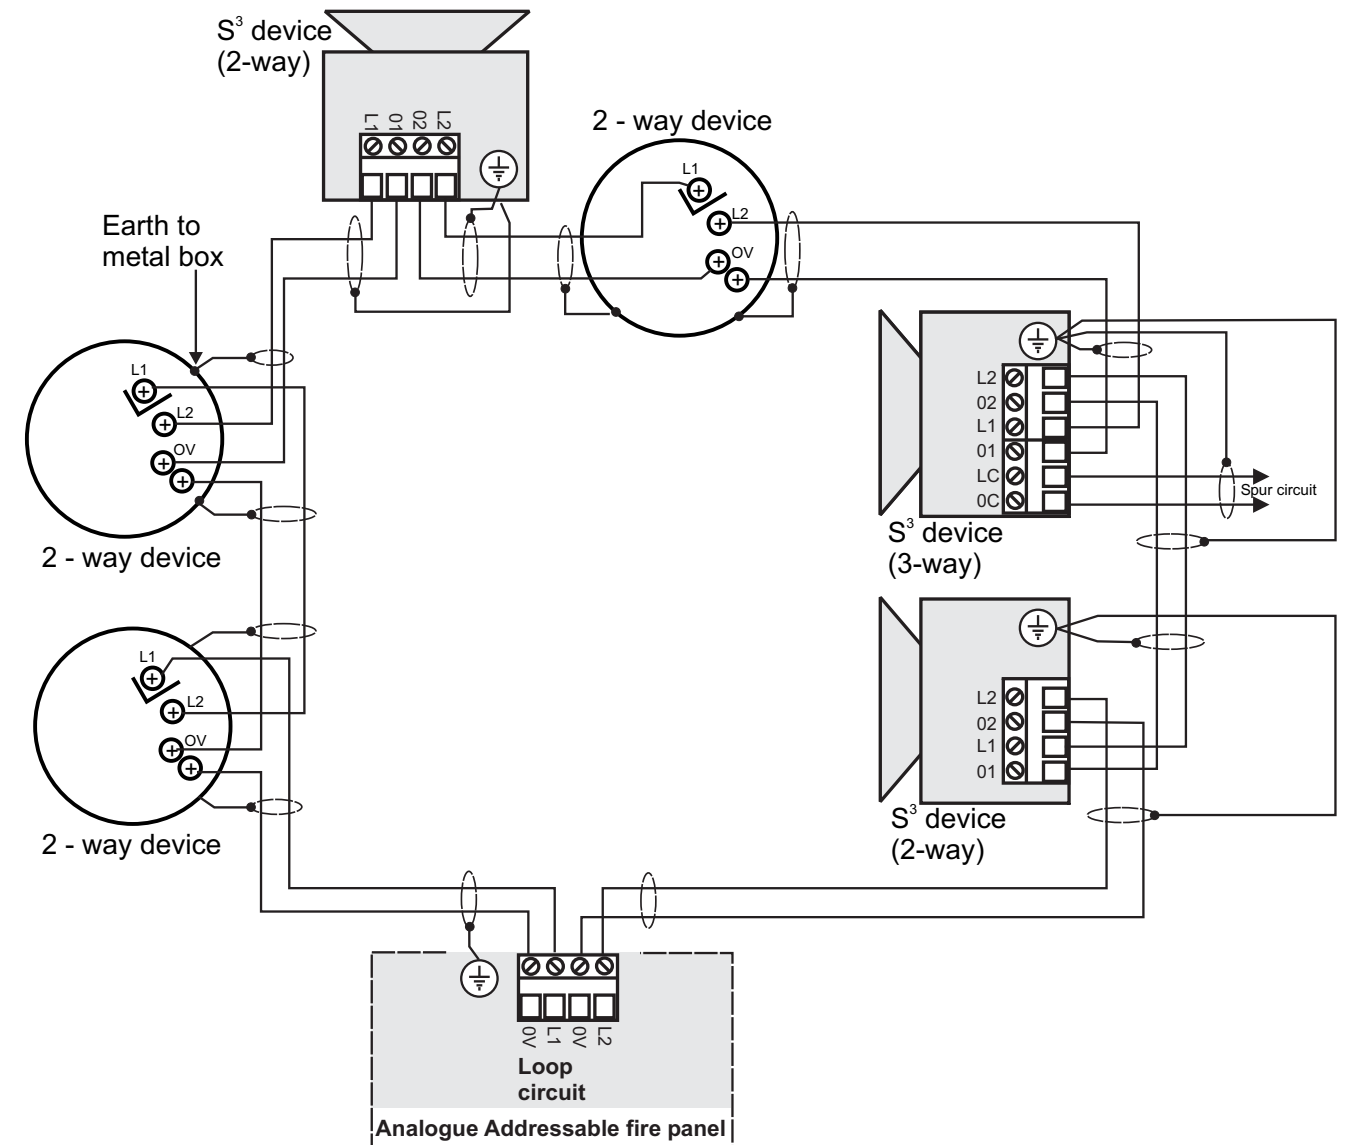 S³ device
(2-way)
L1 01 02 L2
2 - way device
L1
L2
OV
Earth to
metal box
L1
L2
OV
2 - way device
L2
02
L1
01
LC
0C
Spur circuit
S³ device
(3-way)
L1
L2
OV
2 - way device
L2
02
L1
01
S³ device
(2-way)
0V L1 0V L2
Loop
circuit
Analogue Addressable fire panel